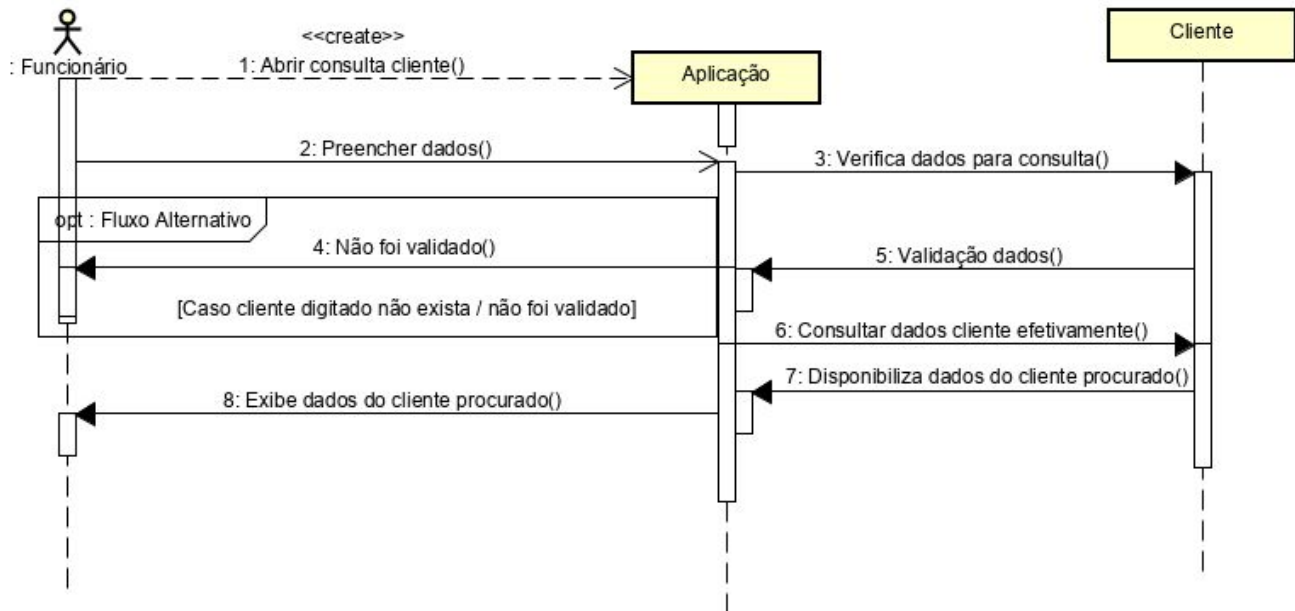 <<create>>
Cliente
: Funcionário
1: Abrir consulta cliente()
Aplicação
2: Preencher dados()
3: Verifica dados para consulta()
opt : Fluxo Alternativo
4: Não foi validado()
5: Validação dados()
[Caso cliente digitado não exista / não foi validado]
6: Consultar dados cliente efetivamente()
7: Disponibiliza dados do cliente procurado()
8: Exibe dados do cliente procurado()